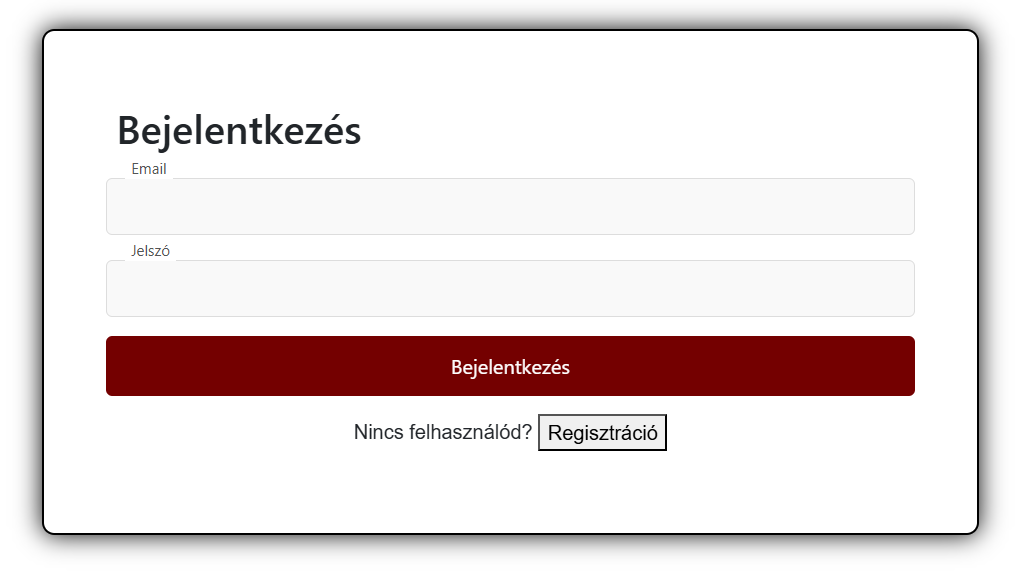 Bejelentkezés
Email
Jelszó
Bejelentkezés
Nincs felhasználód? Regisztráció